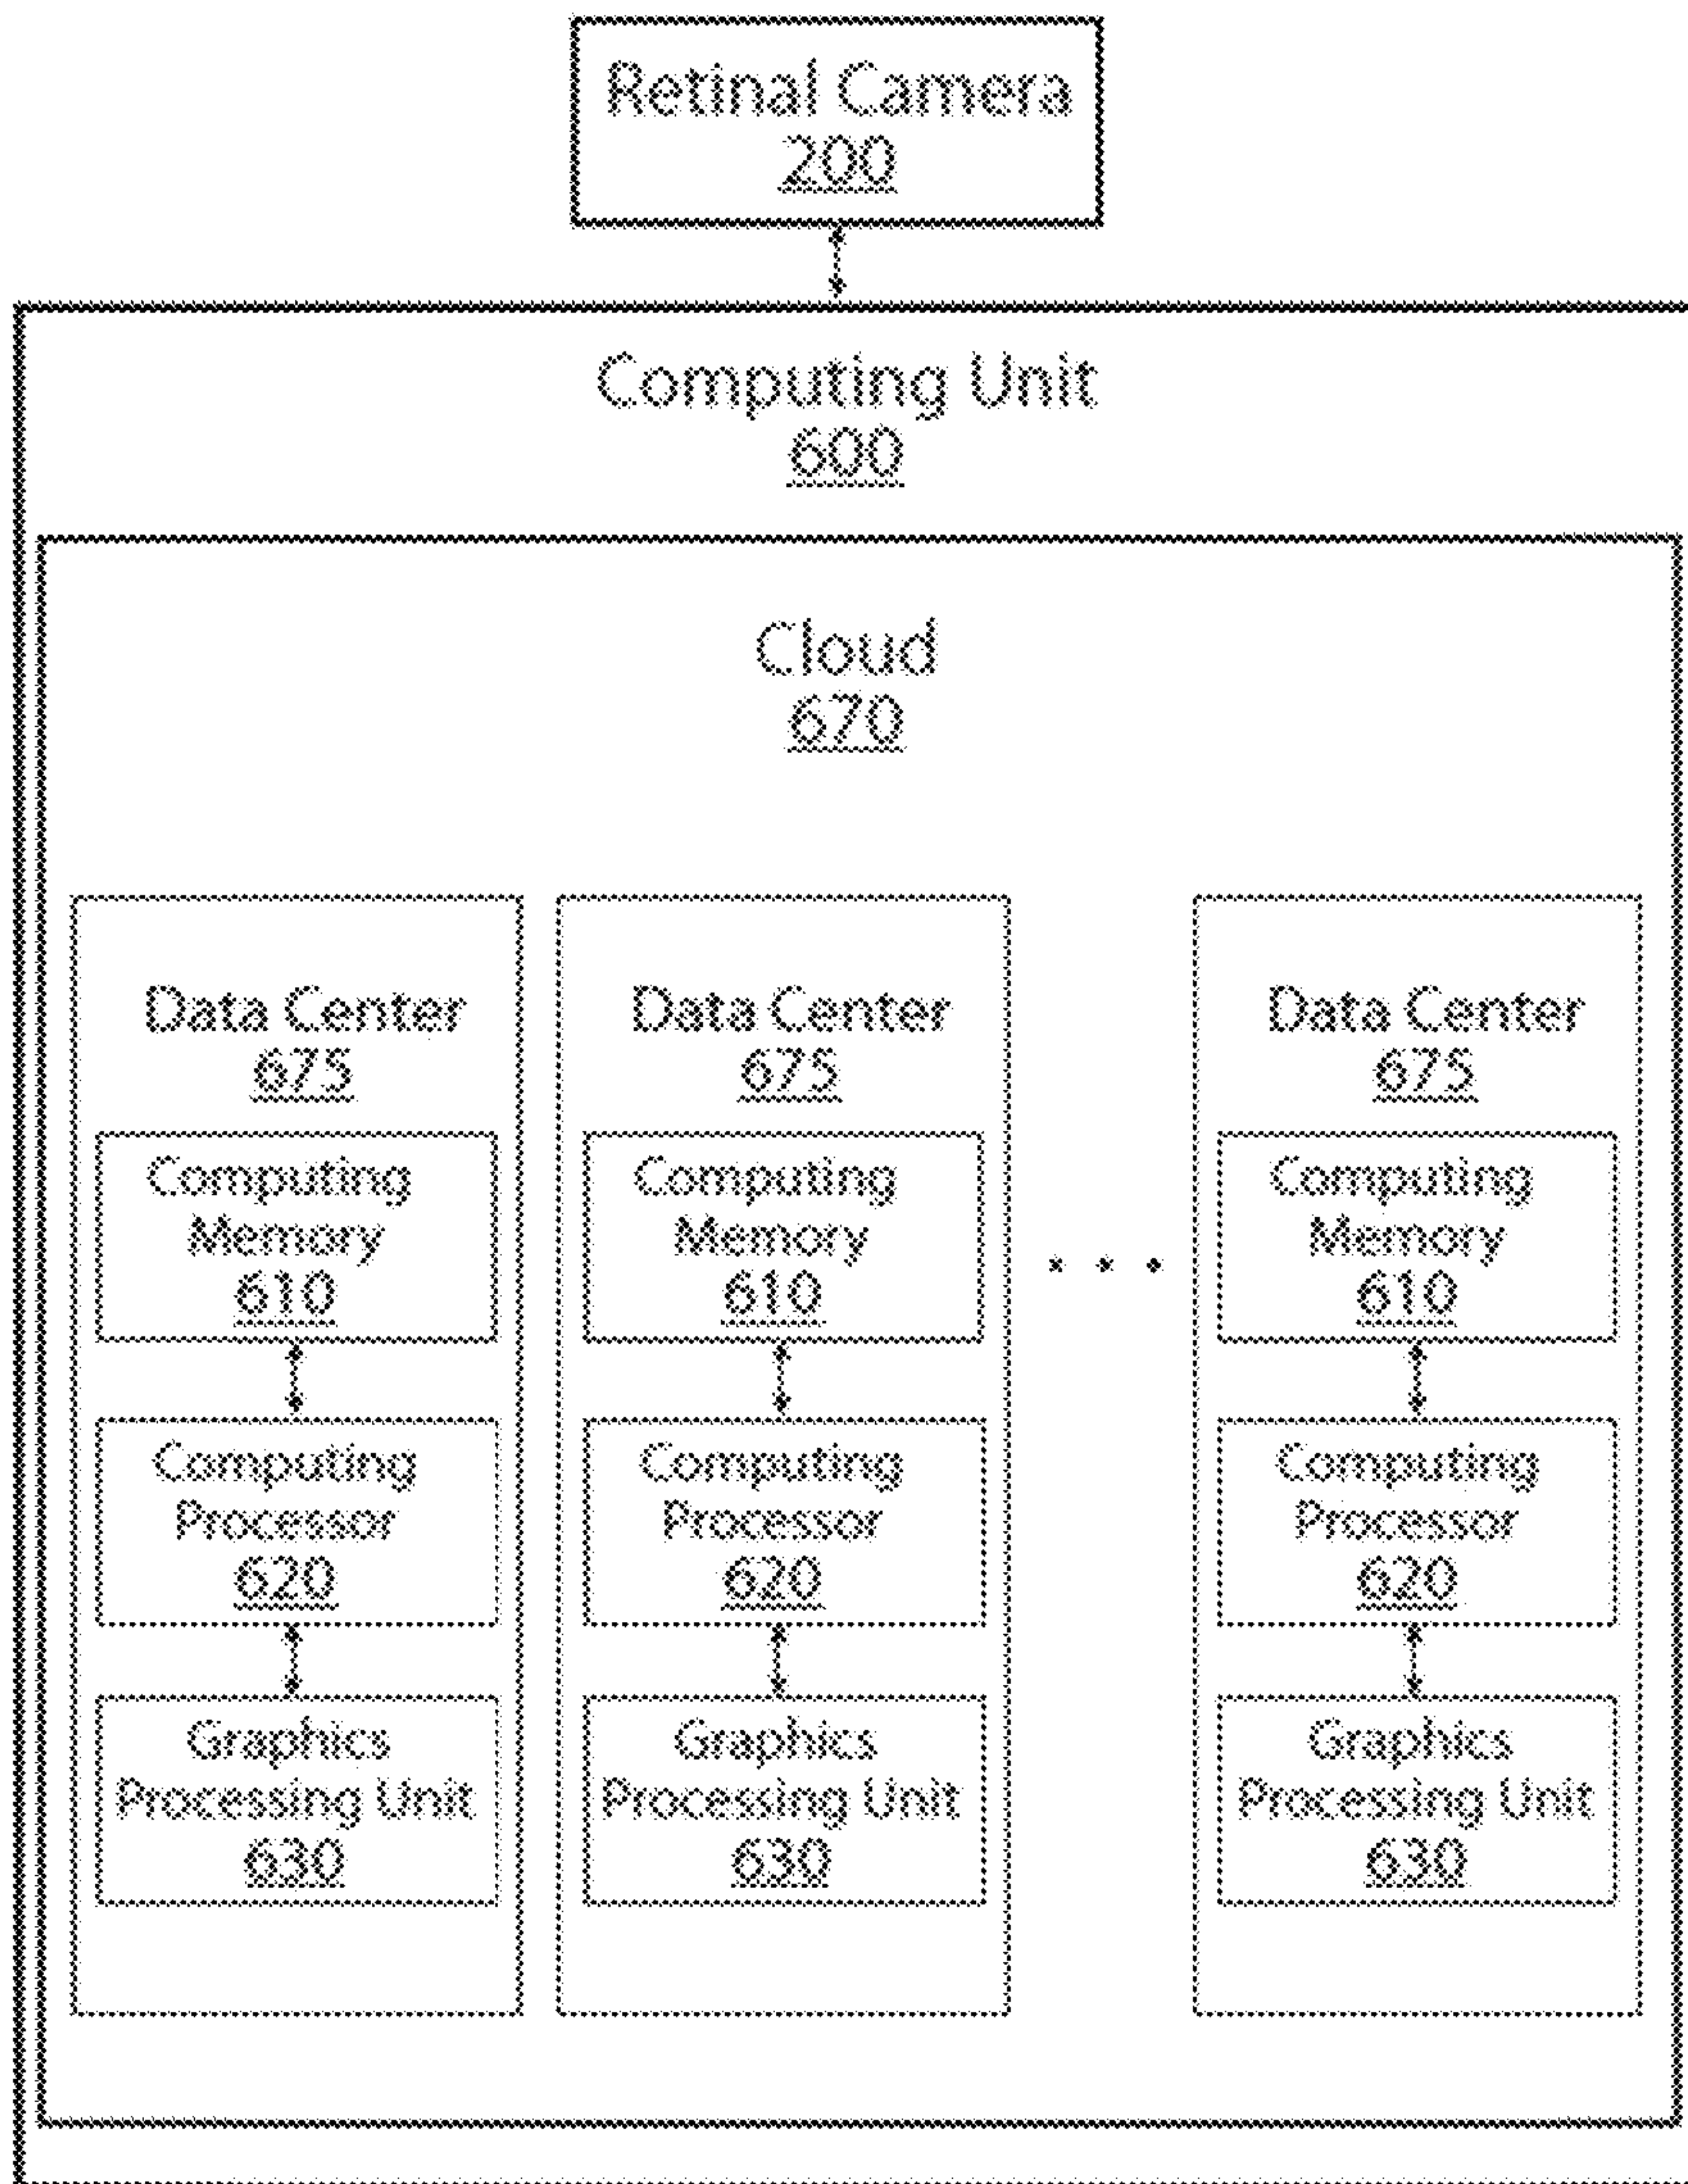 Retinal Camera
200
Computing Unit
600
Cloud
670
Data Center
675
Computing
Memory
610
Computing
Processor
620
Graphics
Processing Unit
630
Data Center
675
Computing
Memory
610
Computing
Processor
620
Graphics
Processing Unit
630
. . .
Data Center
675
Computing
Memory
610
Computing
Processor
620
Graphics
Processing Unit
630